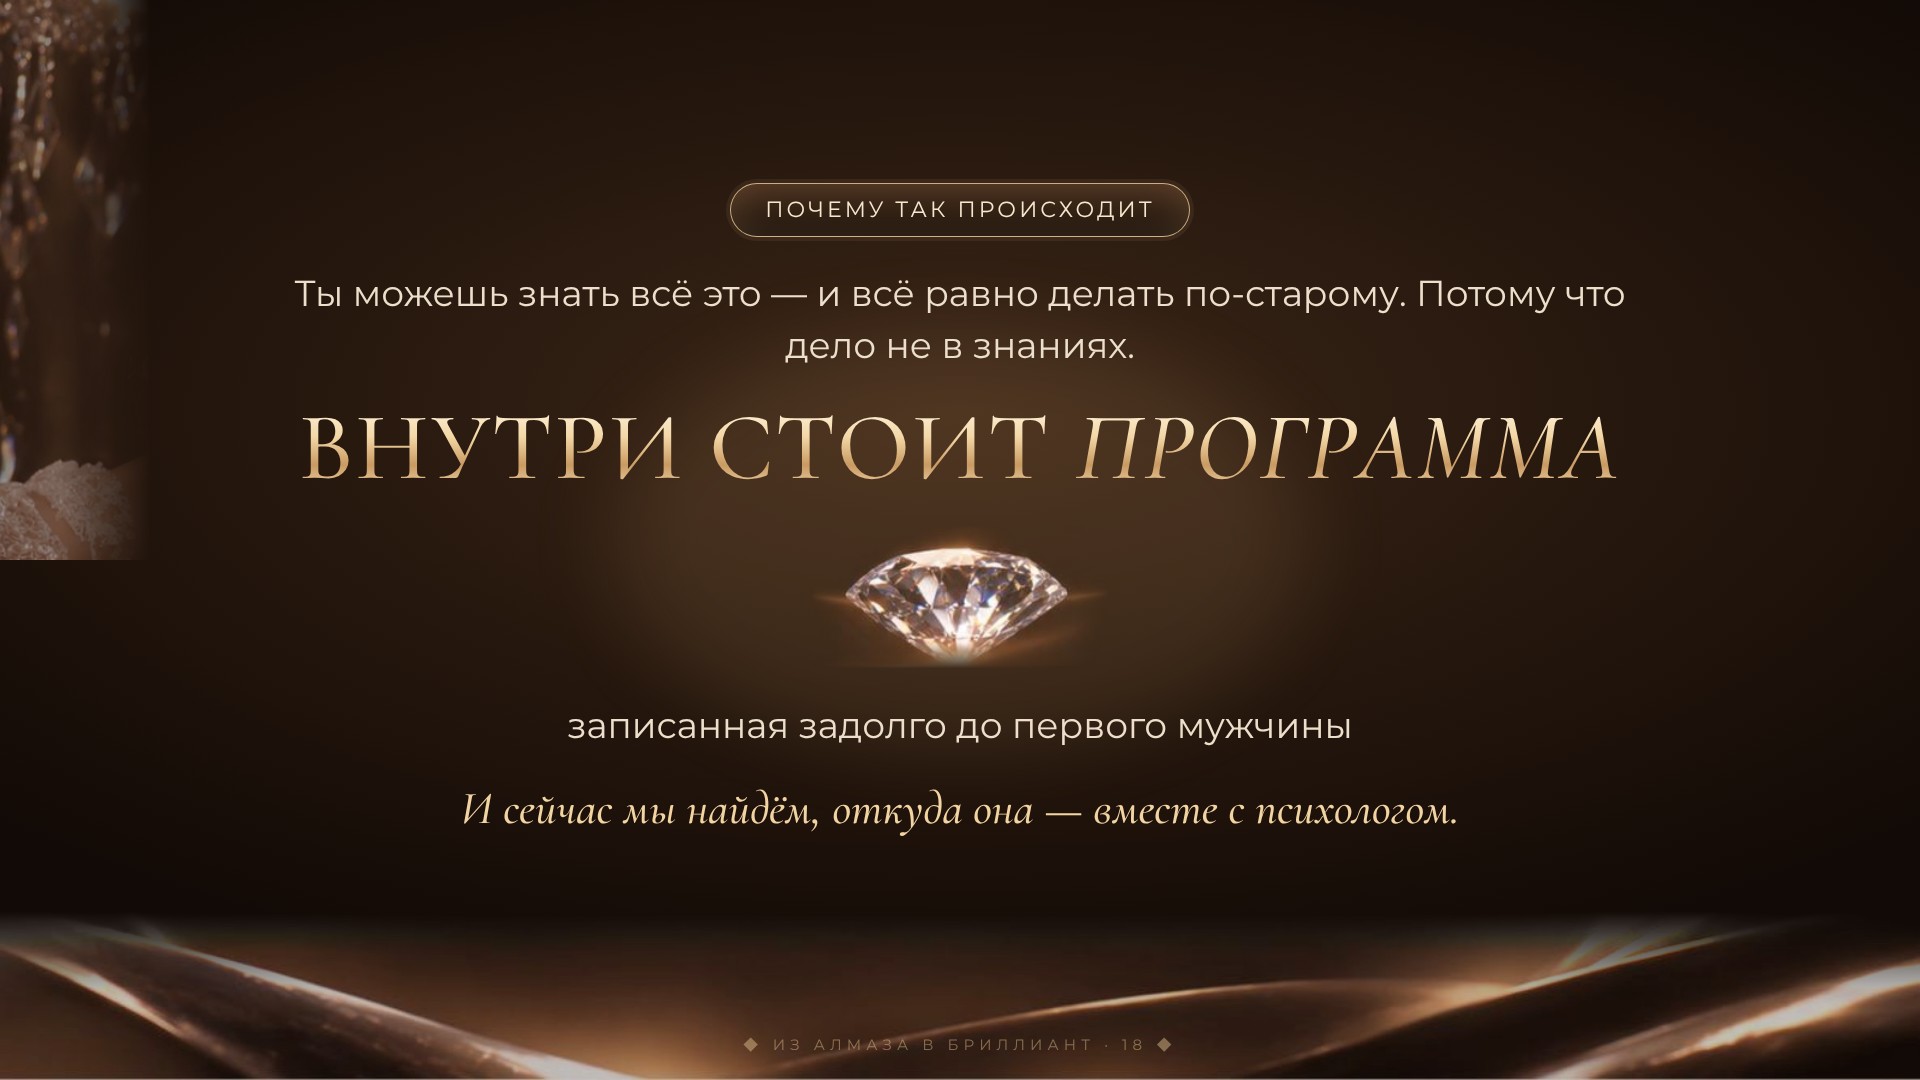 ПОЧЕМУ ТАК ПРОИСХОДИТ
Ты можешь знать всё это — и всё равно делать по-старому. Потому что
дело не в знаниях.
ВНУТРИ СТОИТ ПРОГРАММА
записанная задолго до первого мужчины
И сейчас мы найдём, откуда она — вместе с психологом.
◆ ИЗ АЛМАЗА В БРИЛЛИАНТ · 18 ◆